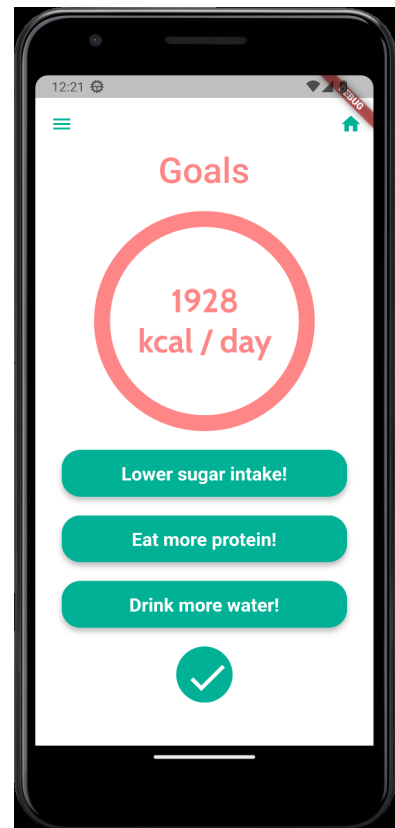 12:21
DEBUG
Goals
1928
kcal / day
Lower sugar intake!
Eat more protein!
Drink more water!